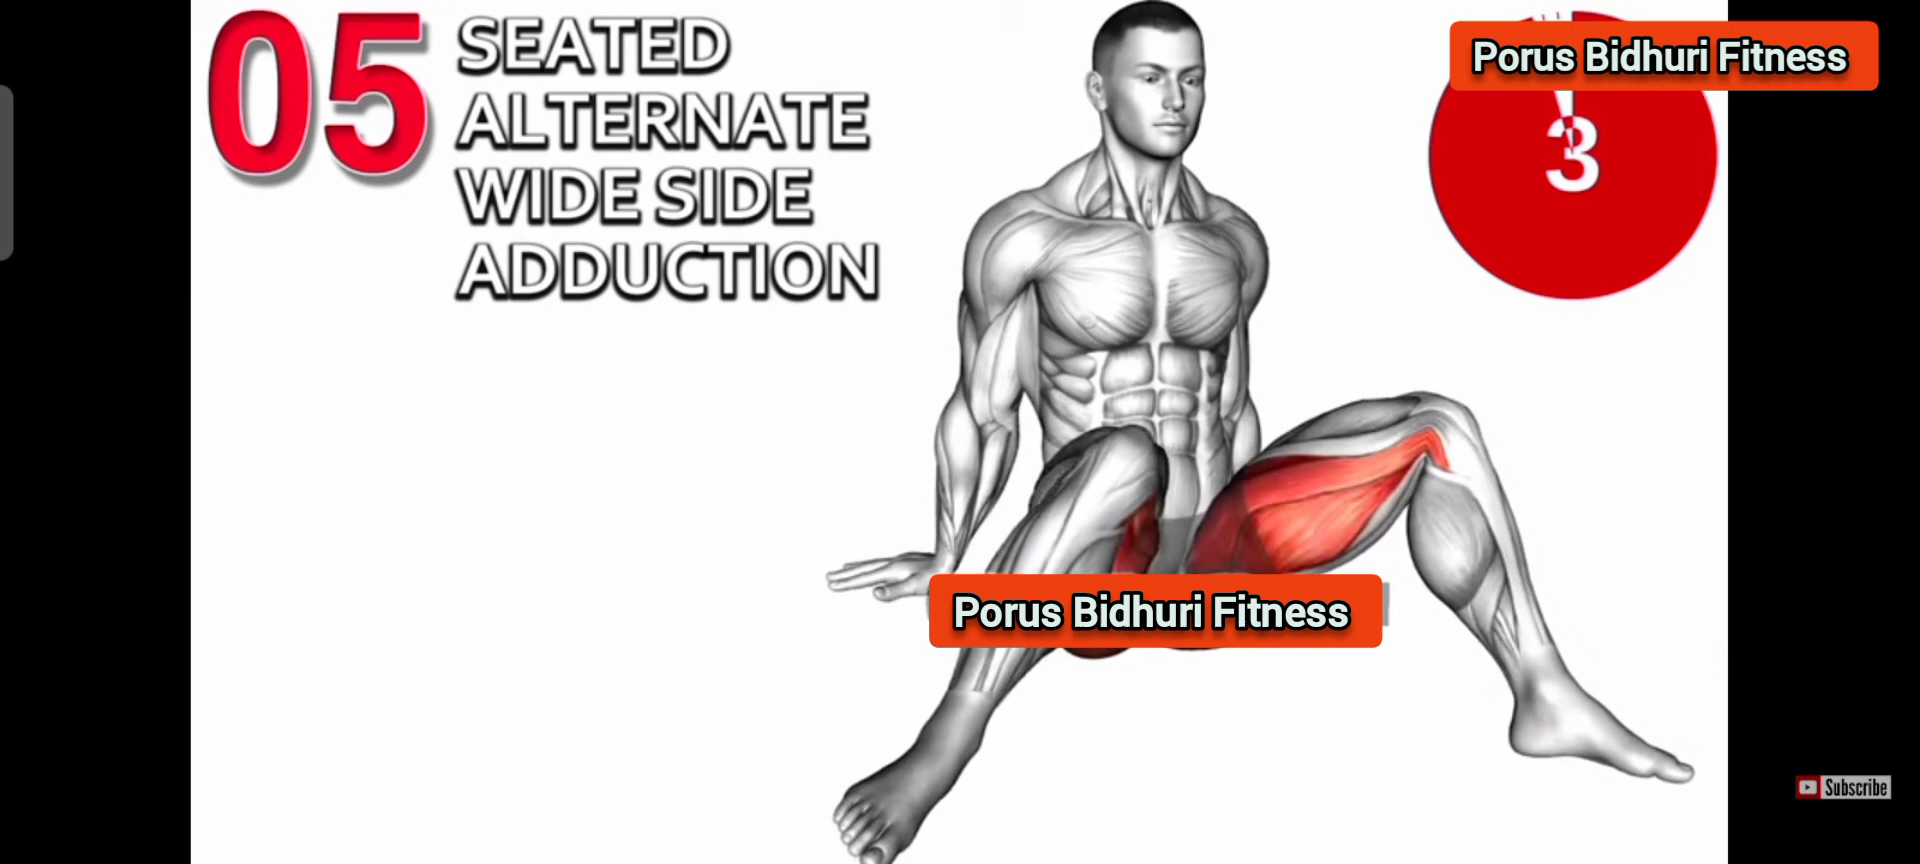 05
SEATED
ALTERNATE
WIDE SIDE
ADDUCTION
Porus Bidhuri Fitness
3
Porus Bidhuri Fitness
Subscribe